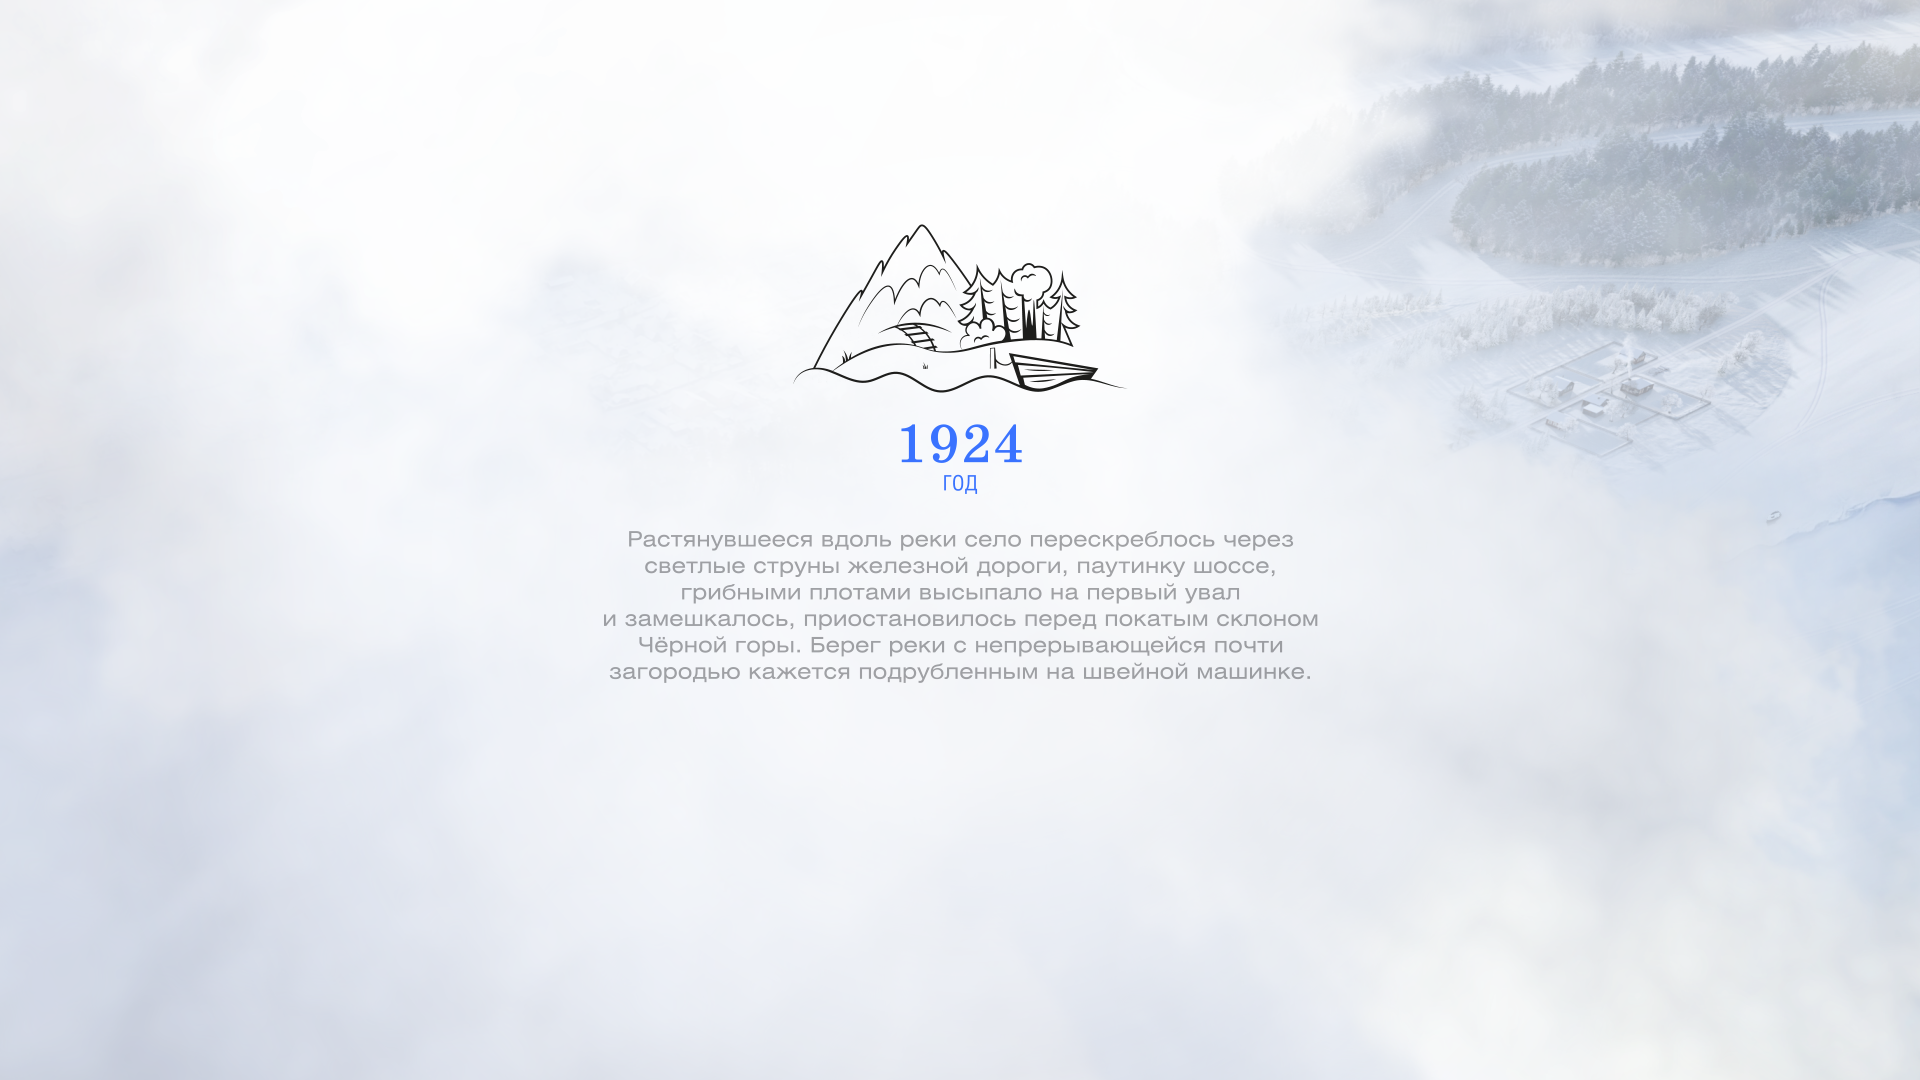 1924
ГОД
Растянувшееся вдоль реки село перескреблось через
светлые струны железной дороги, паутинку шоссе,
грибными плотами высыпало на первый увал
и замешкалось, приостановилось перед покатым склоном
Чёрной горы. Берег реки с непрерывающейся почти
загородью кажется подрубленным на швейной машинке.